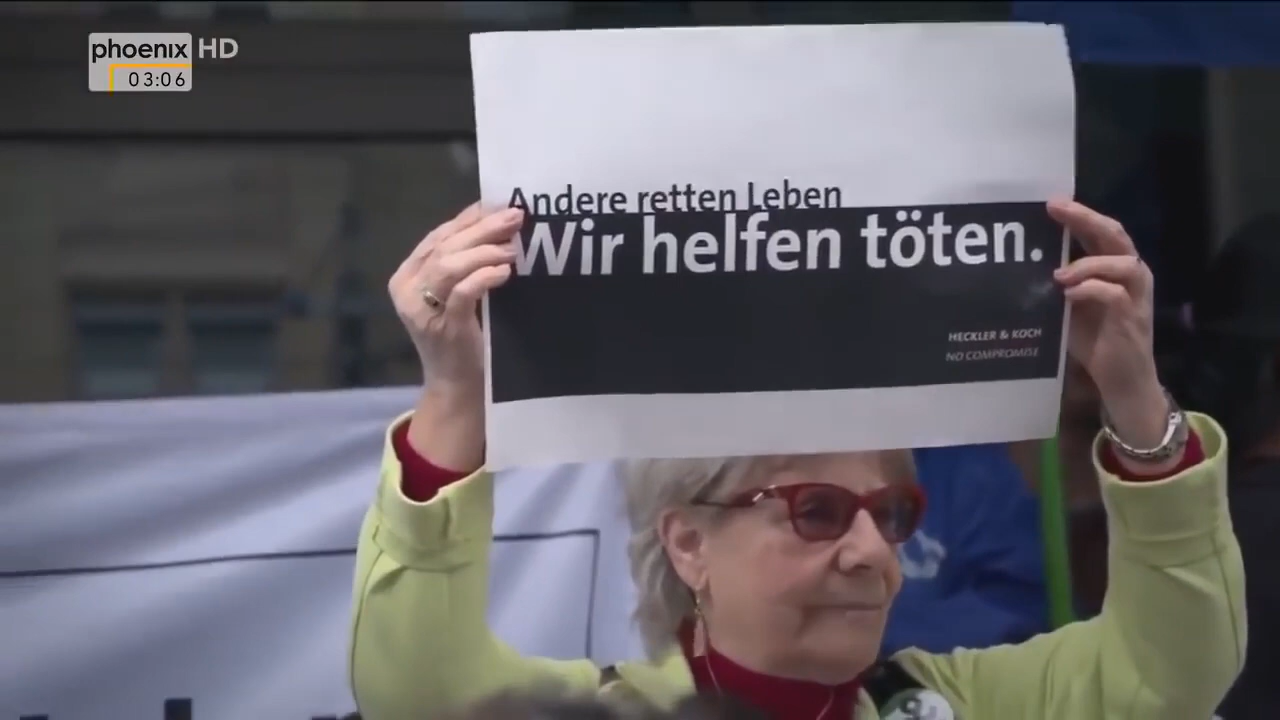 phoenix HD
03:06
Andere retten Leben
Wir helfen töten.
HECKLER & KOCH
NO COMPROMISE